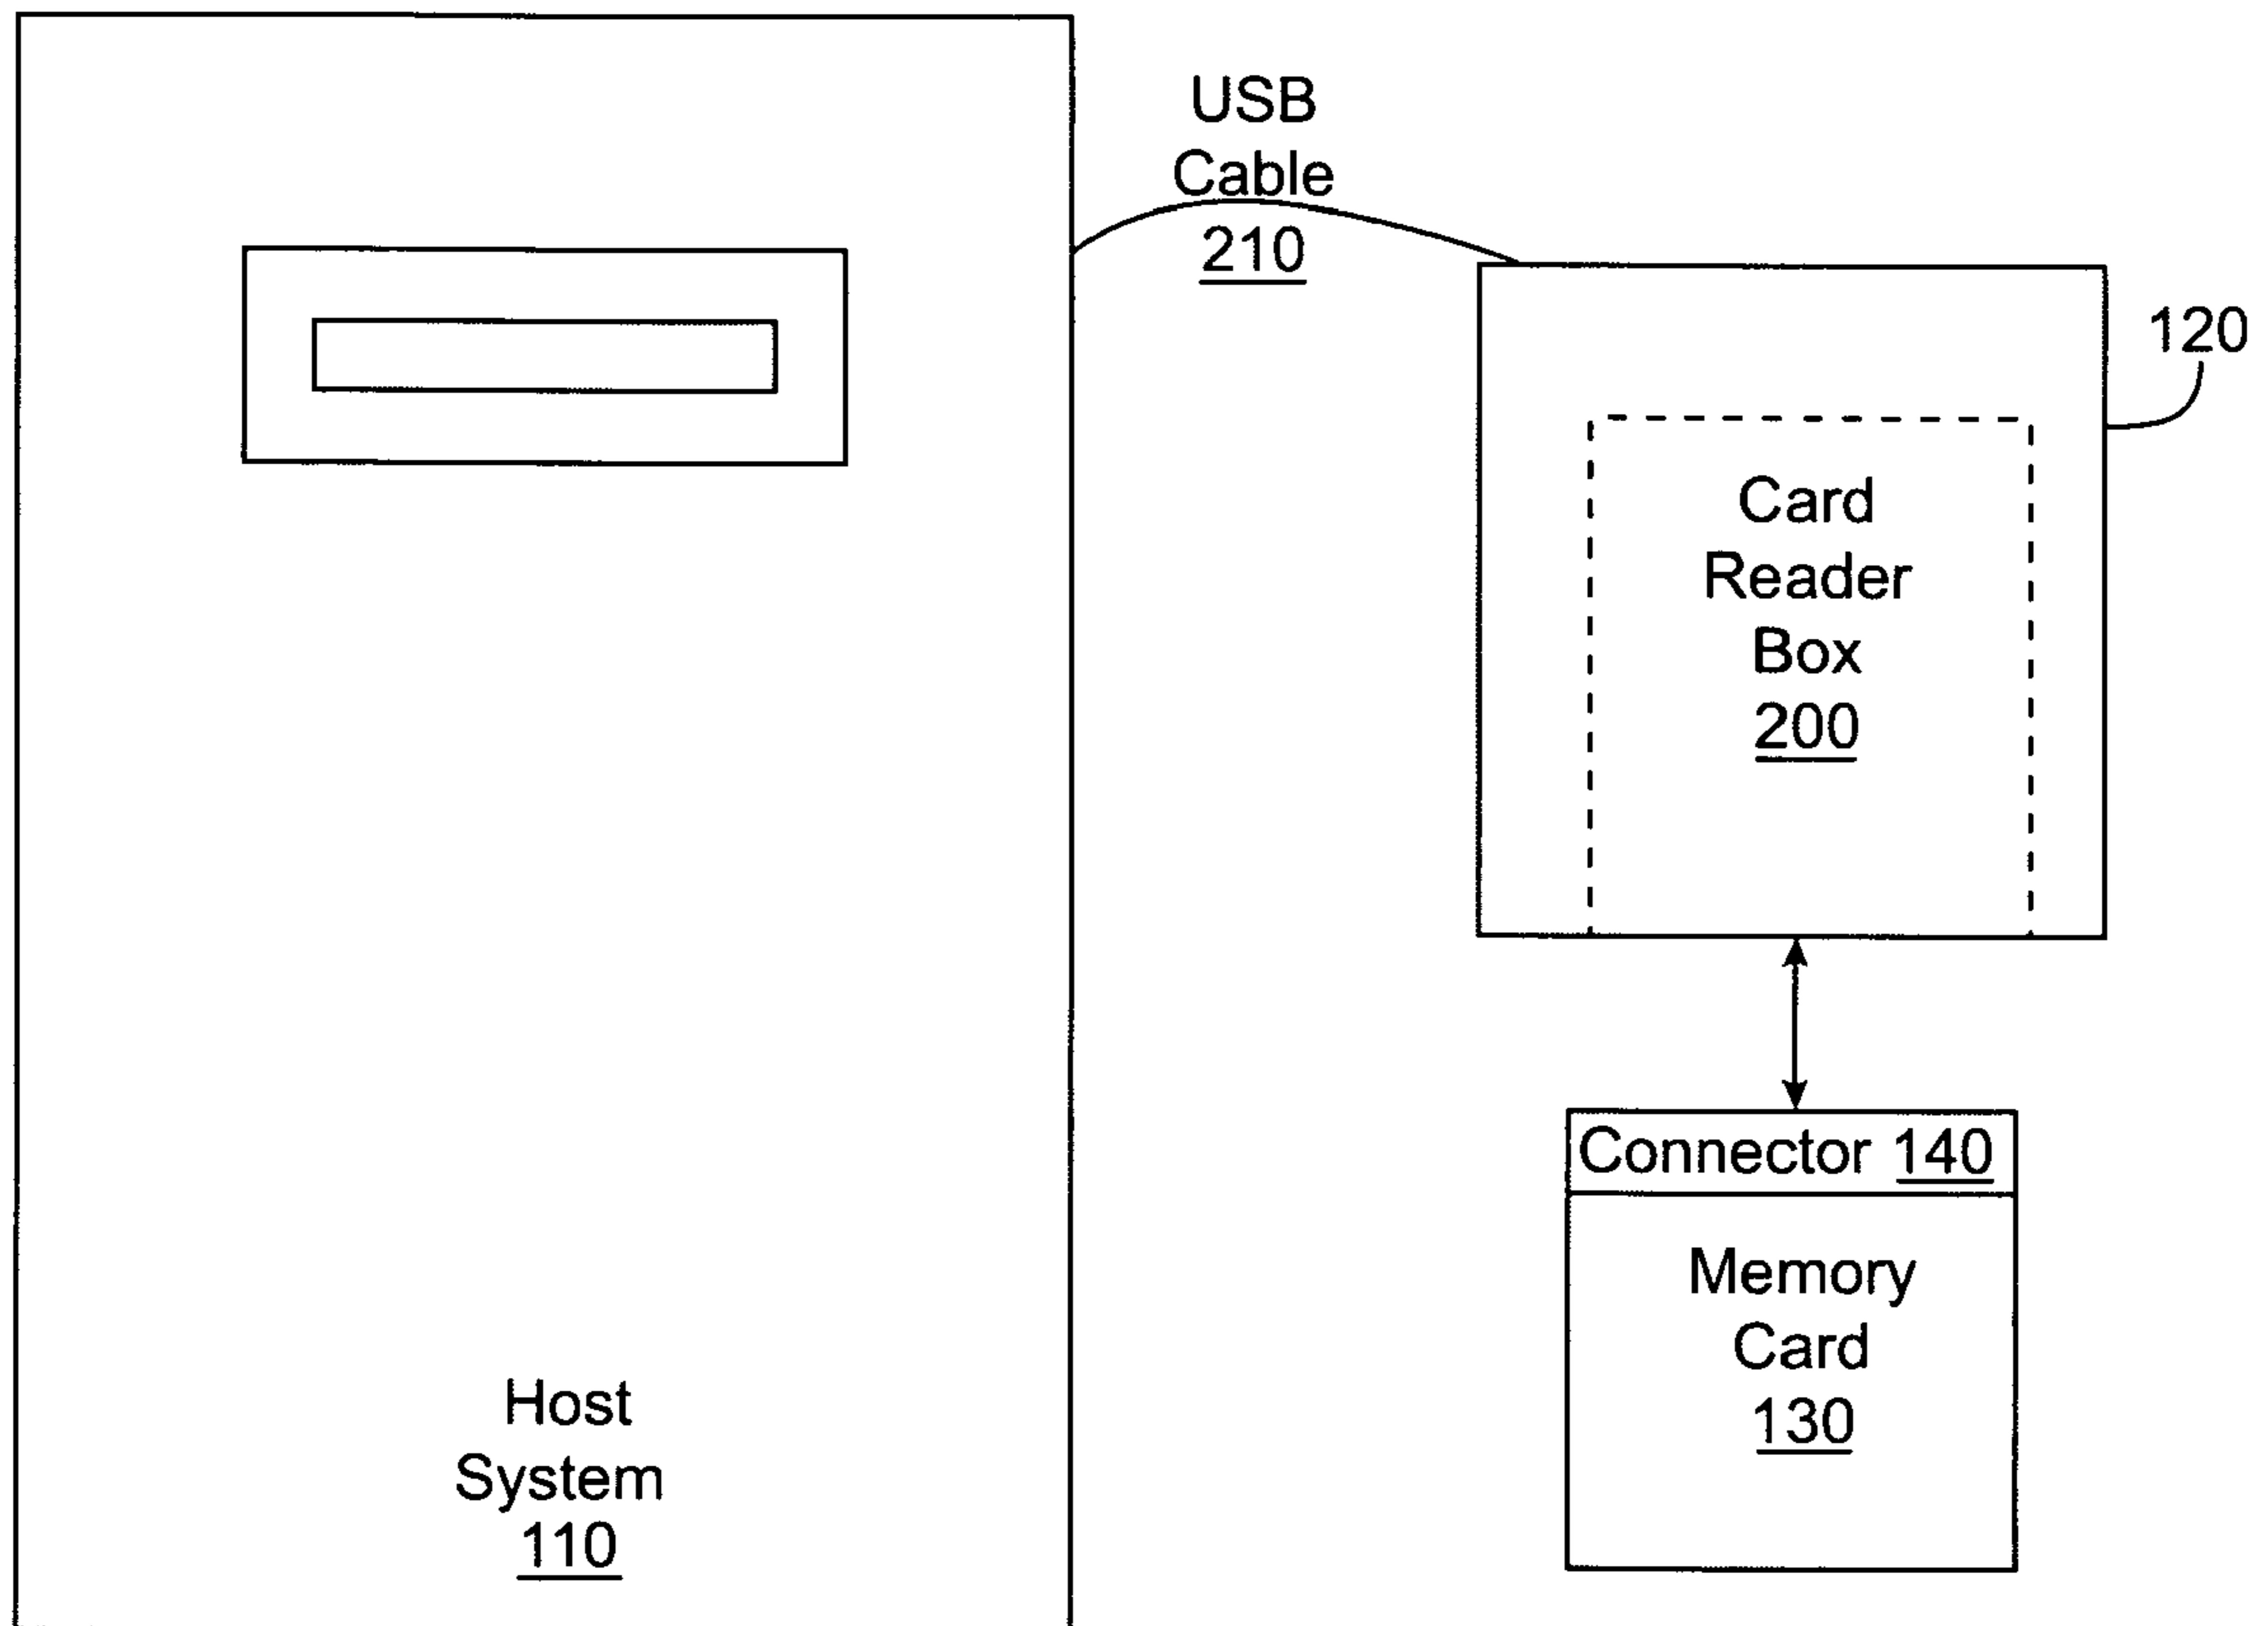 USB
Cable
210
120
Card
Reader
Box
200
Connector 140
Memory
Card
130
Host
System
110